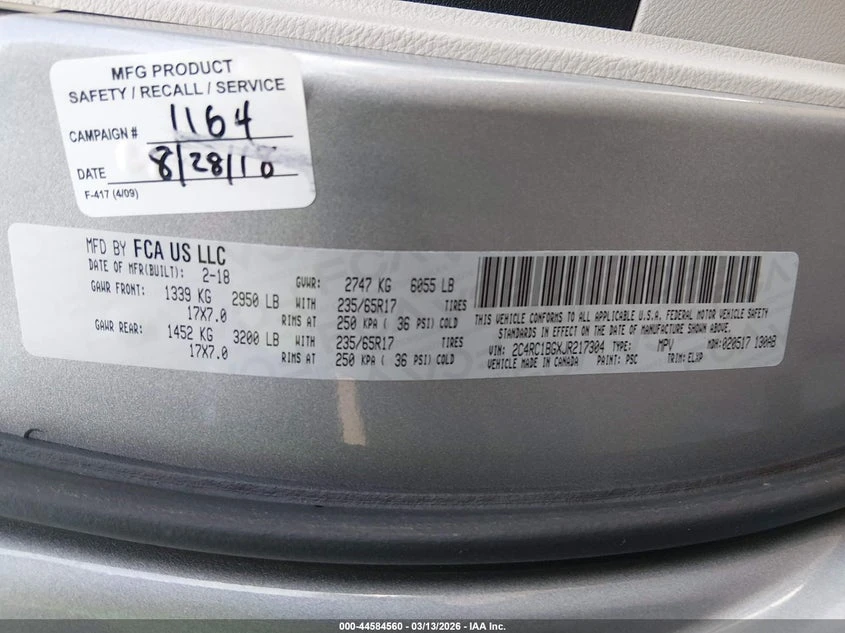 MFG PRODUCT
SAFETY / RECALL / SERVICE
CAMPAIGN # 1164
DATE 8/28/18
F-417 (4/09)
MFD BY FCA US LLC
DATE OF MFR(BUILT): 2-18 GVWR: 2747 KG 6055 LB
GAWR FRONT: 1339 KG 2950 LB WITH 235/65R17 TIRES
17X7.0 RIMS AT 250 KPA ( 36 PSI) COLD
GAWR REAR: 1452 KG 3200 LB WITH 235/65R17 TIRES
17X7.0 RIMS AT 250 KPA ( 36 PSI) COLD
THIS VEHICLE CONFORMS TO ALL APPLICABLE U.S.A. FEDERAL MOTOR VEHICLE SAFETY
STANDARDS IN EFFECT ON THE DATE OF MANUFACTURE SHOWN ABOVE.
VIN: 2C4RC1BGXJR217304 TYPE: MPV MDH:020517 130AB
VEHICLE MADE IN CANADA PAINT: PSC TRIM: ELXP
000-44584560 | 03/13/2026 | IAA Inc.